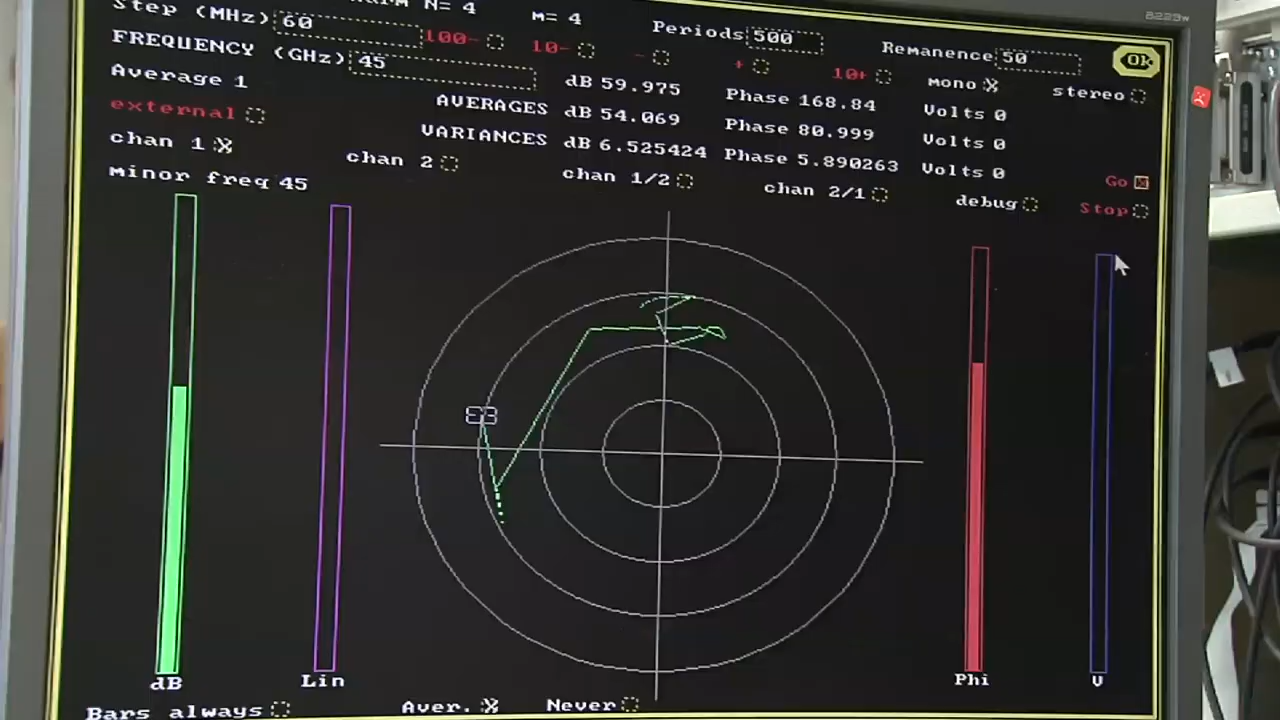 N= 4 m= 4
Step (MHz) 60 100- 10- - Periods 500 + 10+ Remanence 50 Ok
FREQUENCY (GHz) 45 dB 59.975 Phase 168.84 mono X stereo
Average 1 AVERAGES dB 54.069 Phase 80.999 Volts 0
external VARIANCES dB 6.525424 Phase 5.890263 Volts 0
chan 1 X chan 2 chan 1/2 chan 2/1 Volts 0 Go
minor freq 45 debug Stop
dB Lin Phi V
Bars always Aver. X Never